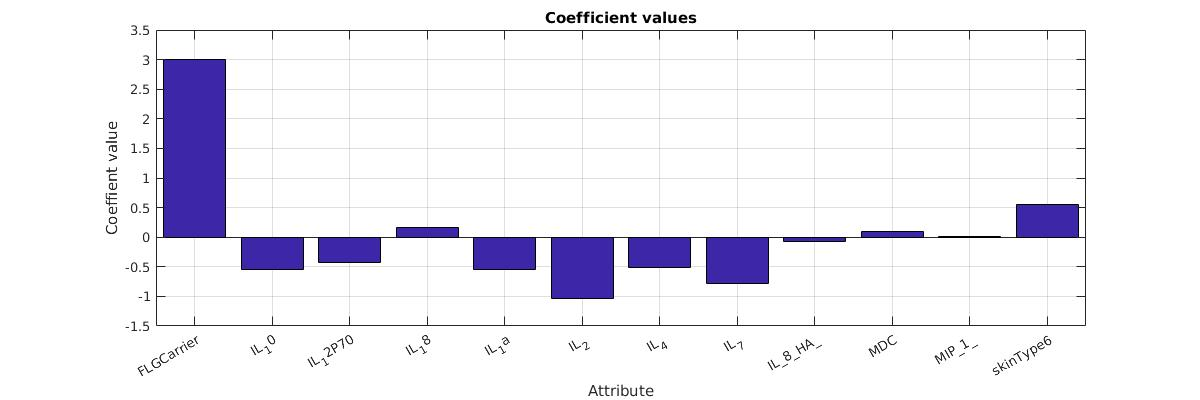 Coefficient values
3.5
3
2.5
2
1.5
1
0.5
0
-0.5
-1
-1.5
Coeffient value
FLGCarrier
IL₁0
IL₁2P70
IL₁8
IL₁a
IL₂
IL₄
IL₇
IL_8_HA_
MDC
MIP_1_
skinType6
Attribute